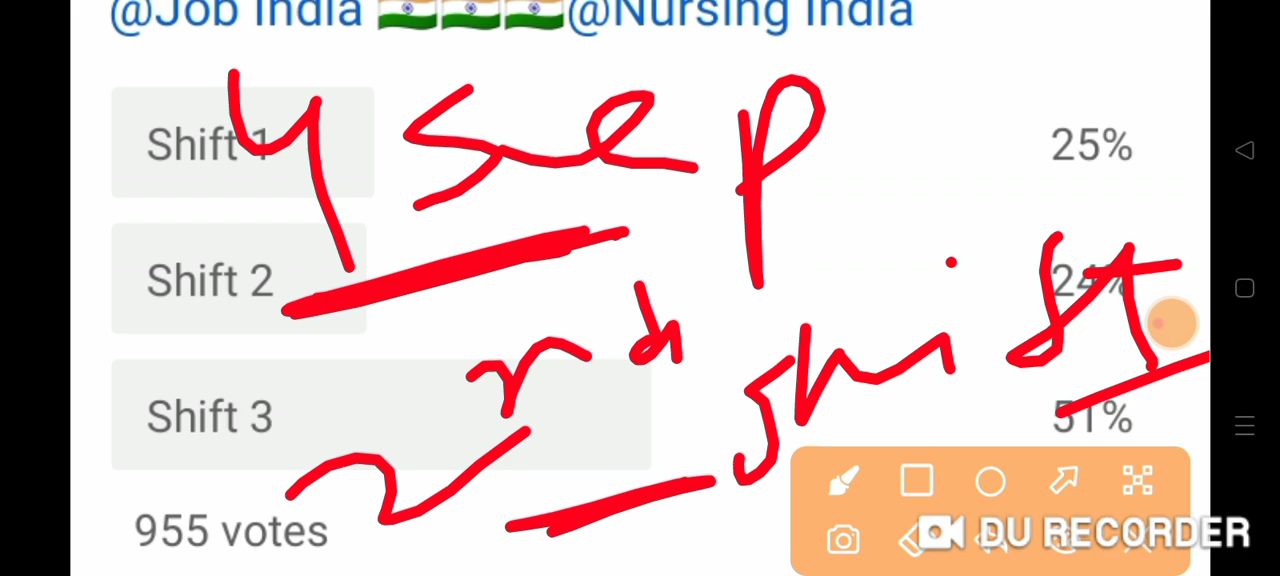 @Job India 🇮🇳🇮🇳🇮🇳@Nursing India
Shift 1 25%
4 sep
Shift 2 24%
2nd shift
Shift 3 51%
955 votes
DU RECORDER